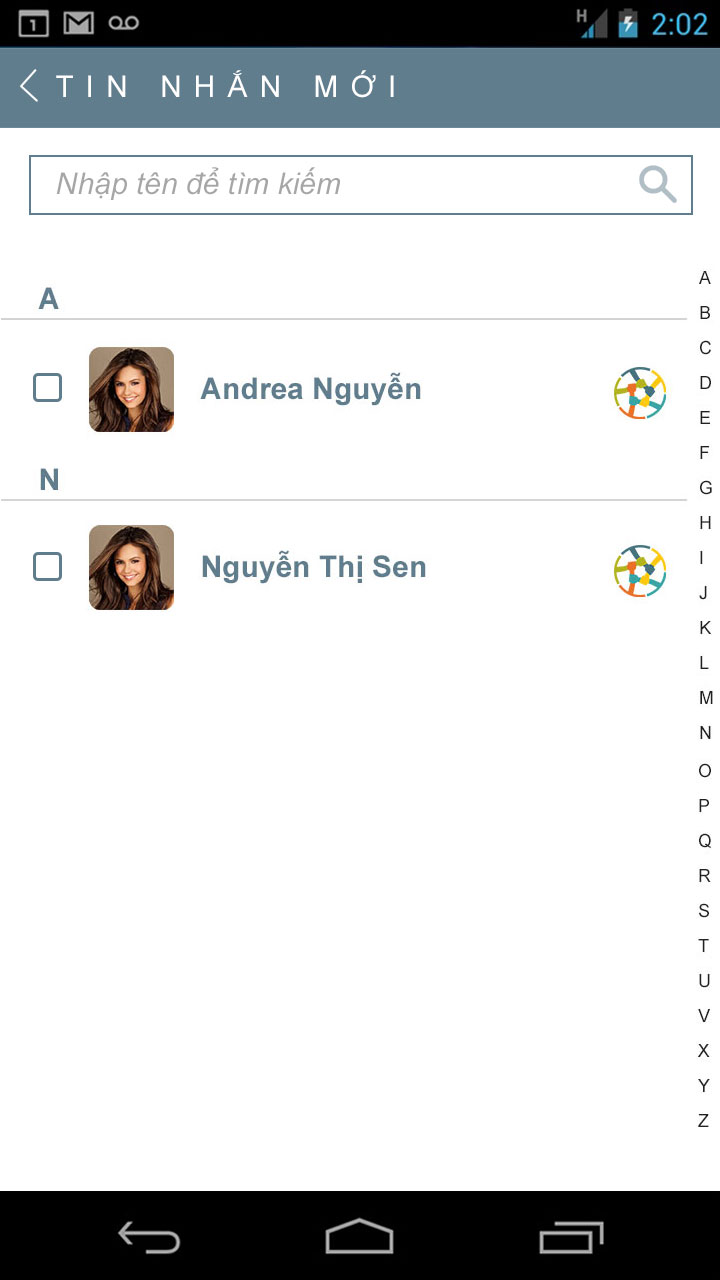 1
H 2:02
TIN NHẮN MỚI
Nhập tên để tìm kiếm
A
Andrea Nguyễn
N
Nguyễn Thị Sen
A
B
C
D
E
F
G
H
I
J
K
L
M
N
O
P
Q
R
S
T
U
V
X
Y
Z